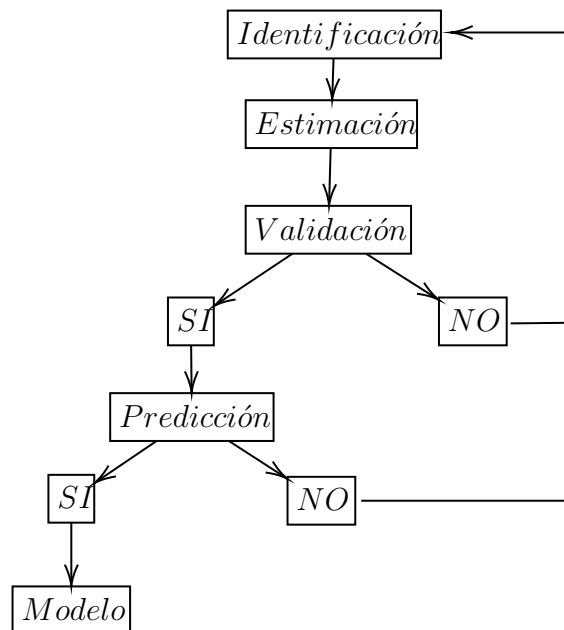 Identificación
Estimación
Validación
SI
NO
Predicción
SI
NO
Modelo